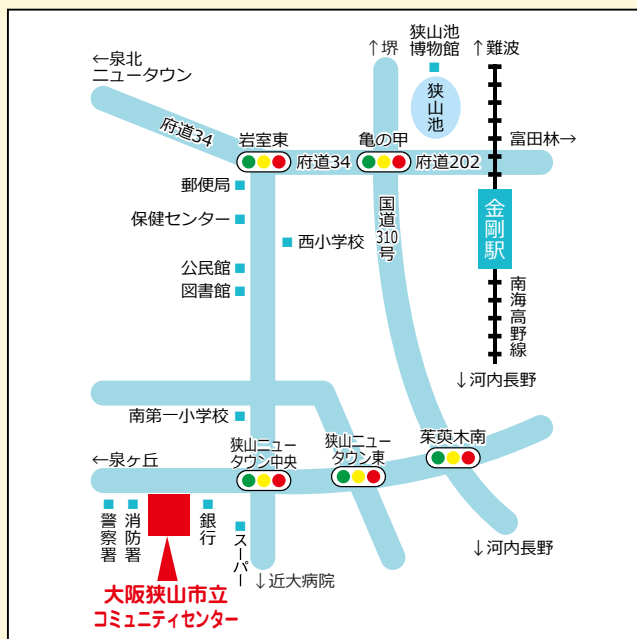 狭山池
博物館
↑堺
↑難波
←泉北
ニュータウン
狭山池
府道34
岩室東
亀の甲
富田林→
府道34
府道202
郵便局
保健センター
西小学校
国道310号
金剛駅
公民館
図書館
南海高野線
↓河内長野
南第一小学校
狭山ニュー
タウン中央
狭山ニュー
タウン東
茱萸木南
←泉ヶ丘
警察署
消防署
銀行
スーパー
↓河内長野
↓近大病院
大阪狭山市立
コミュニティセンター